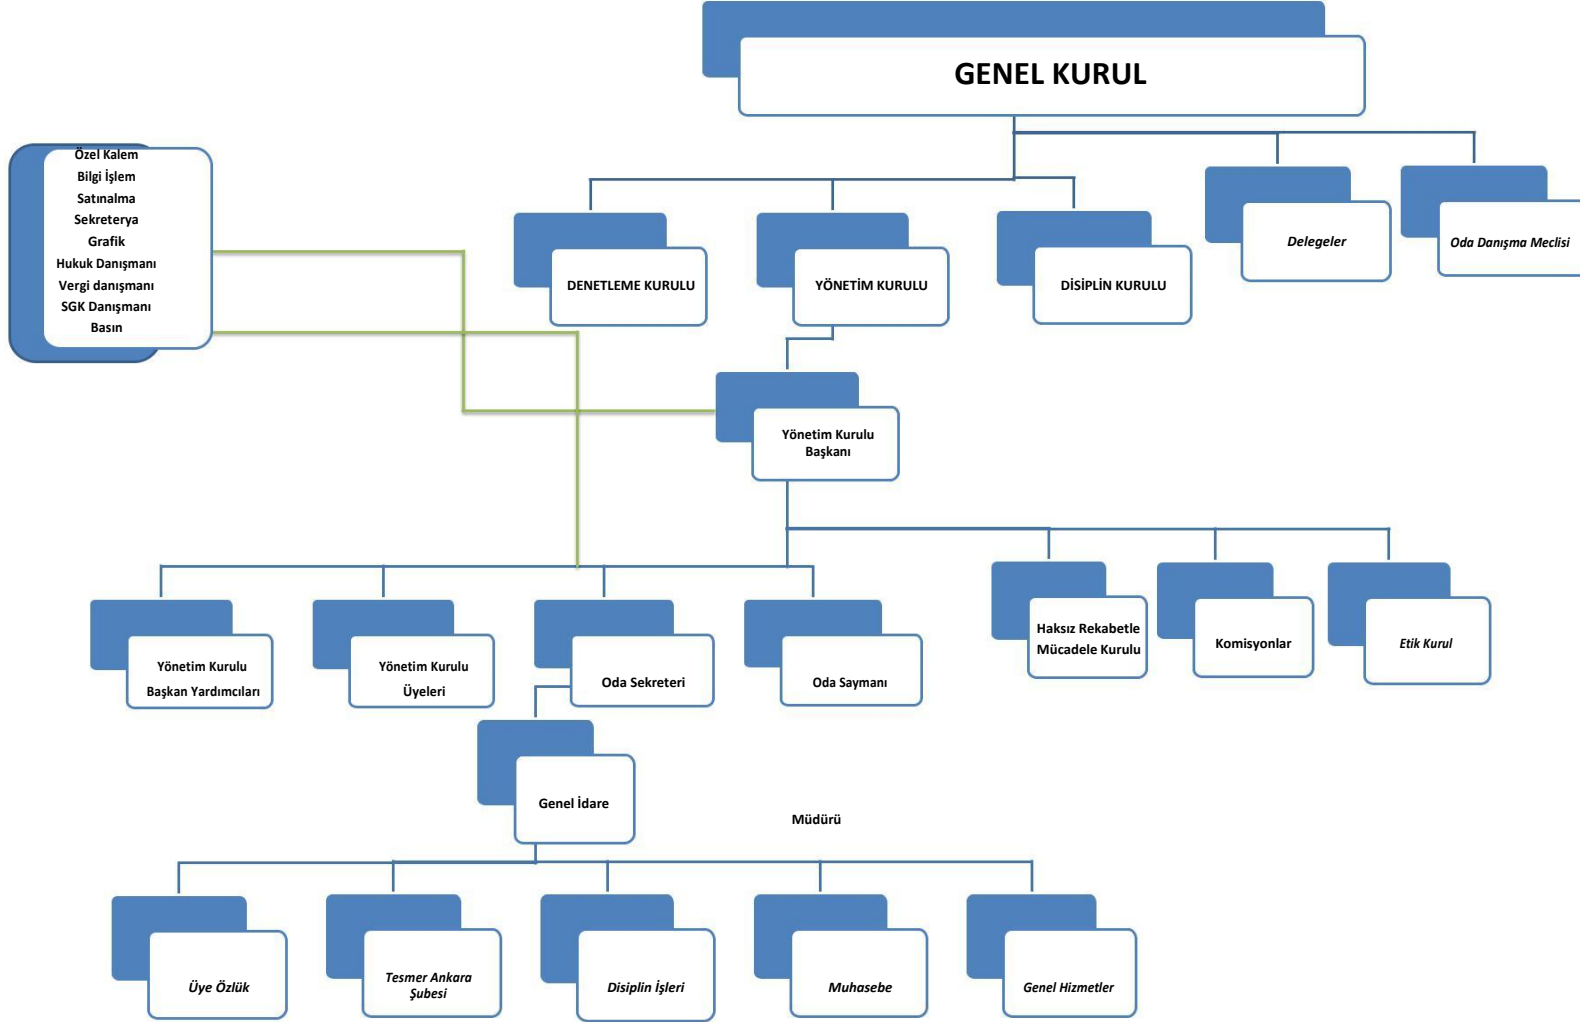 GENEL KURUL
Özel Kalem
Bilgi İşlem
Satınalma
Sekreterya
Grafik
Hukuk Danışmanı
Vergi danışmanı
SGK Danışmanı
Basın
DENETLEME KURULU
YÖNETİM KURULU
DİSİPLİN KURULU
Delegeler
Oda Danışma Meclisi
Yönetim Kurulu
Başkanı
Yönetim Kurulu
Başkan Yardımcıları
Yönetim Kurulu
Üyeleri
Oda Sekreteri
Oda Saymanı
Haksız Rekabetle
Mücadele Kurulu
Komisyonlar
Etik Kurul
Genel İdare
Müdürü
Üye Özlük
Tesmer Ankara
Şubesi
Disiplin İşleri
Muhasebe
Genel Hizmetler